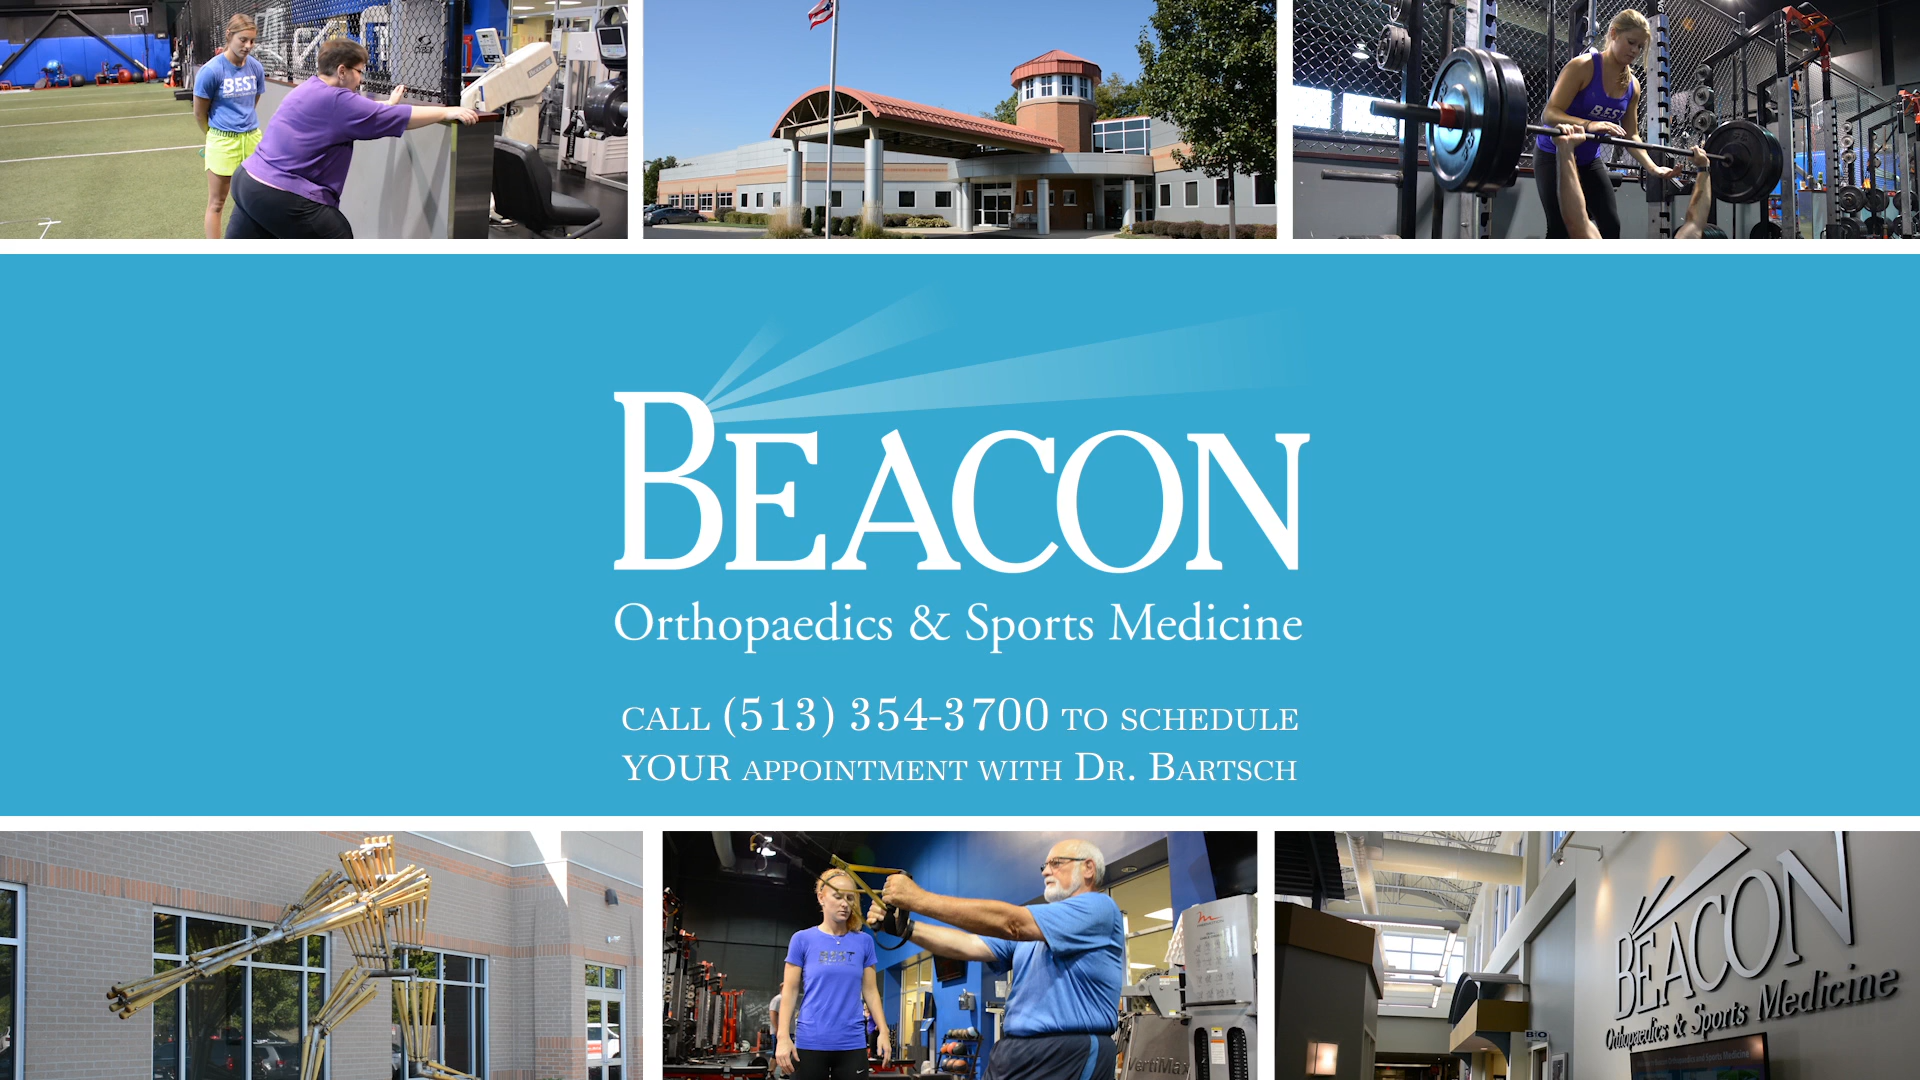 BEST
BEST
BEACON
Orthopaedics & Sports Medicine
CALL (513) 354-3700 TO SCHEDULE
YOUR APPOINTMENT WITH DR. BARTSCH
BEST
VertiMax
BEACON
Orthopaedics & Sports Medicine